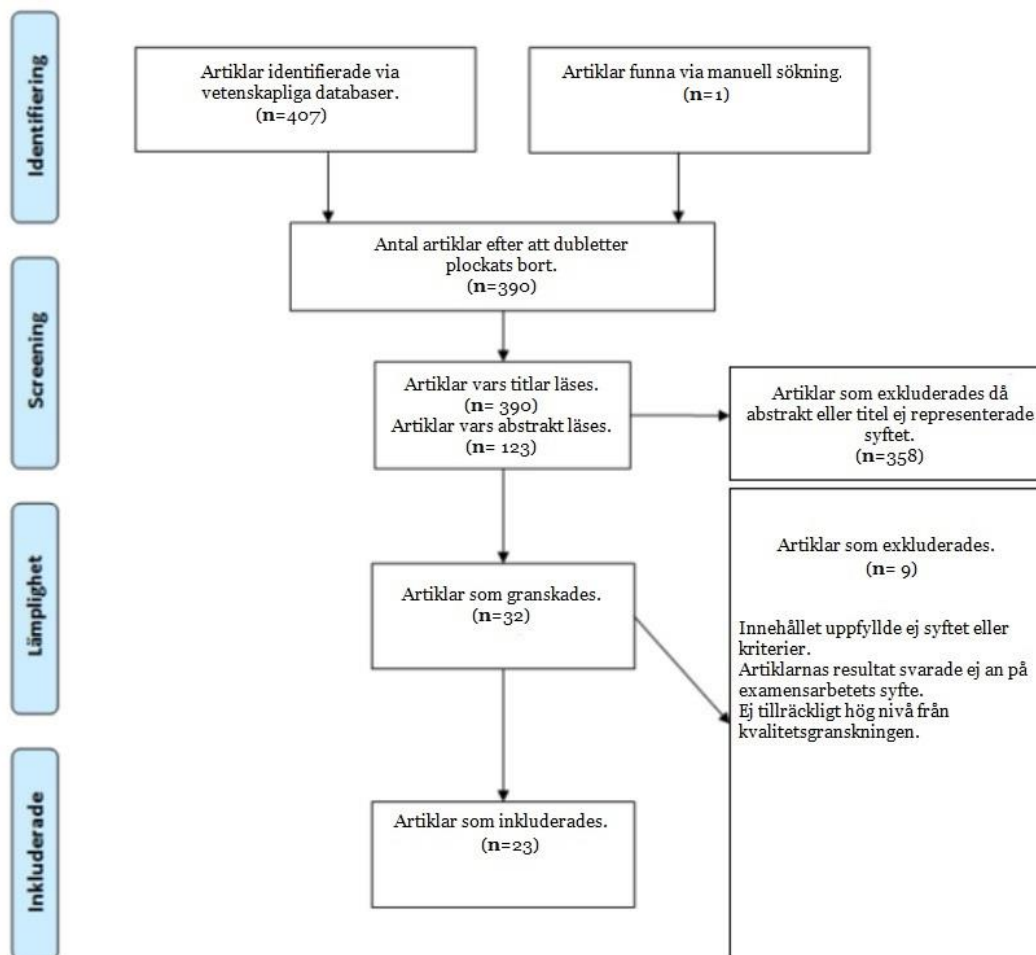 Identifiering
Artiklar identifierade via
vetenskapliga databaser.
(n=407)
Artiklar funna via manuell sökning.
(n=1)
Antal artiklar efter att dubletter
plockats bort.
(n=390)
Screening
Artiklar vars titlar läses.
(n= 390)
Artiklar vars abstrakt läses.
(n= 123)
Artiklar som exkluderades då
abstrakt eller titel ej representerade
syftet.
(n=358)
Lämplighet
Artiklar som granskades.
(n=32)
Artiklar som exkluderades.
(n= 9)
Innehållet uppfyllde ej syftet eller
kriterier.
Artiklarnas resultat svarade ej an på
examensarbetets syfte.
Ej tillräckligt hög nivå från
kvalitetsgranskningen.
Inkluderade
Artiklar som inkluderades.
(n=23)